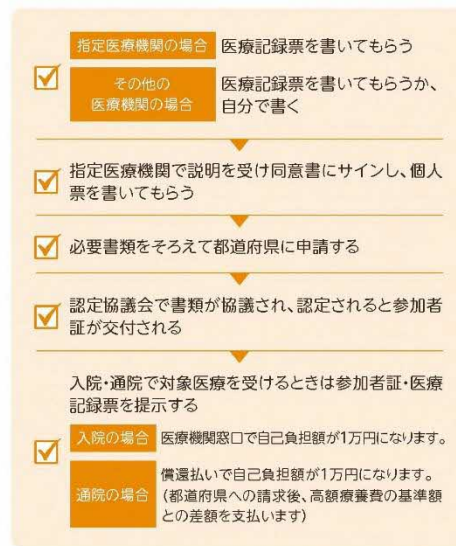 指定医療機関の場合 医療記録票を書いてもらう
その他の
医療機関の場合
医療記録票を書いてもらうか、
自分で書く
指定医療機関で説明を受け同意書にサインし、個人
票を書いてもらう
必要書類をそろえて都道府県に申請する
認定協議会で書類が協議され、認定されると参加者
証が交付される
入院・通院で対象医療を受けるときは参加者証・医療
記録票を提示する
入院の場合 医療機関窓口で自己負担額が1万円になります。
通院の場合
償還払いで自己負担額が1万円になります。
(都道府県への請求後、高額療養費の基準額
との差額を支払います)